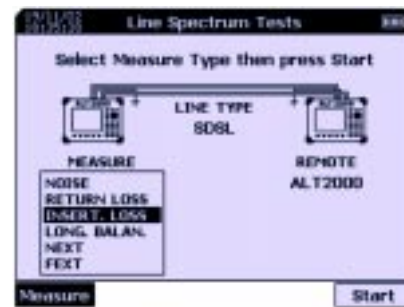 Line Spectrum Tests
Select Measure Type then press Start
LINE TYPE
SDSL
MEASURE
REMOTE
NOISE
ALT2000
RETURN LOSS
INSERT. LOSS
LONG. BALAN.
NEXT
FEXT
Measure
Start